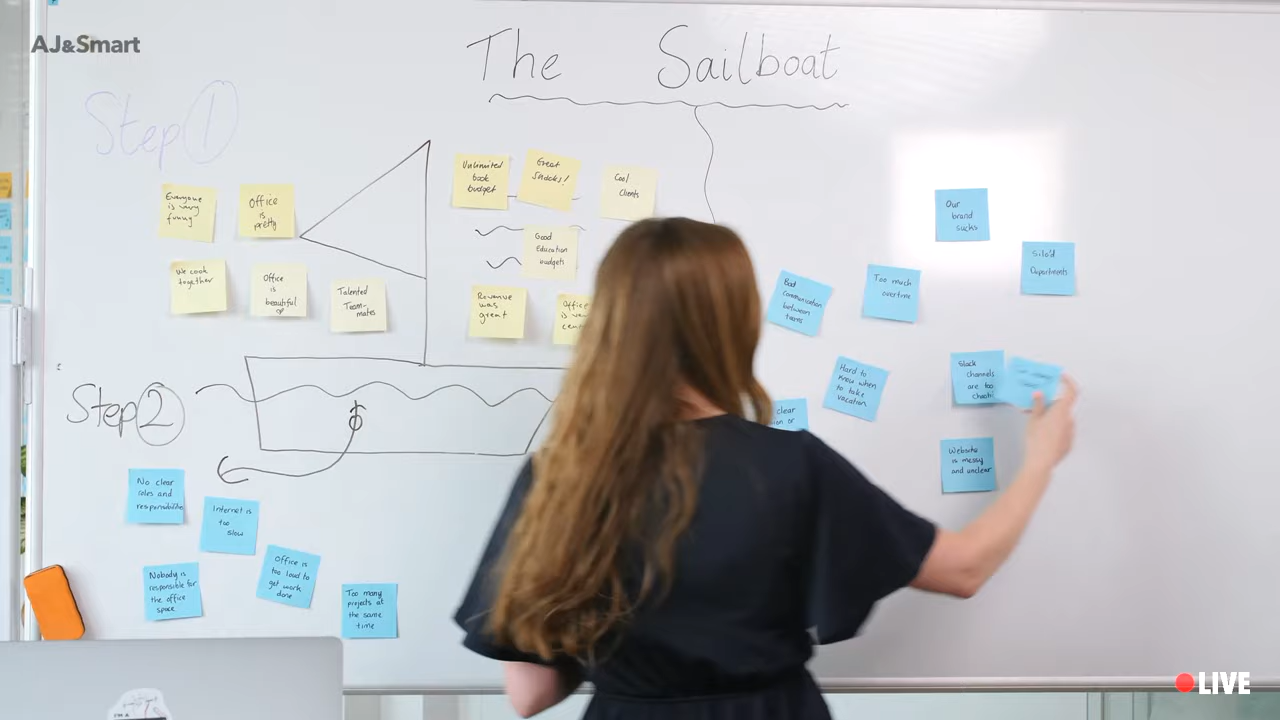 AJ&Smart
The Sailboat
Step 1
Everyone
is very
funny
Office
is
pretty
Unlimited
book
budget
Great
Snacks!
Cool
Clients
We cook
together
Office
is
beautiful
Talented
Team-
mates
Good
Education
budgets
Revenue
was
great
Office
is
Step 2
No clear
roles and
responsibilities
Internet is
too
slow
Nobody is
responsible for
the office
space
Office is
too loud to
get work
done
Too many
projects at
the same
time
Our
brand
sucks
Silo'd
Departments
Bad
communication
between
teams
Too much
overtime
Hard to
know when
to take
vacation
Slack
channels
are too
chaotic
clear
or
Website
is messy
and unclear
LIVE